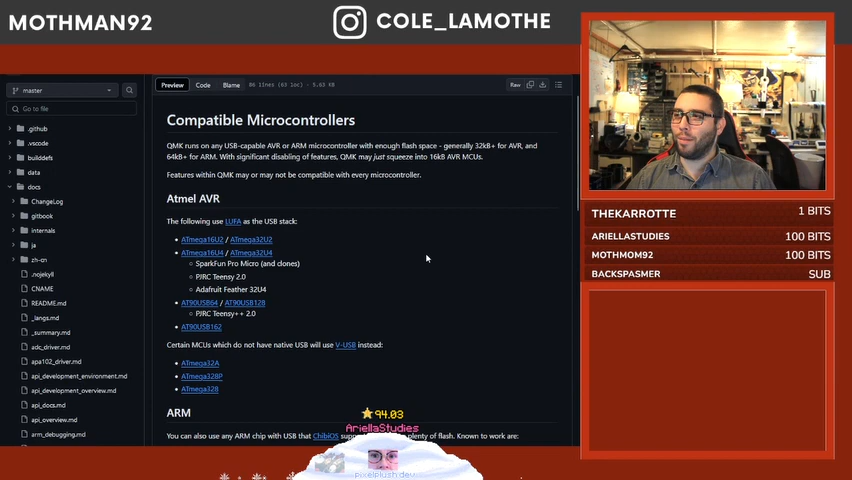 MOTHMAN92
COLE_LAMOTHE
master
Preview
Code
Blame
86 lines (63 loc) · 5.63 kB
Raw
Go to file
.github
.vscode
builddefs
data
docs
ChangeLog
gitbook
internals
ja
zh-cn
.nojekyll
CNAME
README.md
_langs.md
_summary.md
adc_driver.md
apa102_driver.md
api_development_environment.md
api_development_overview.md
api_docs.md
api_overview.md
arm_debugging.md
Compatible Microcontrollers
QMK runs on any USB-capable AVR or ARM microcontroller with enough flash space - generally 32kB+ for AVR, and
64kB+ for ARM. With significant disabling of features, QMK may just squeeze into 16kB AVR MCUs.
Features within QMK may or may not be compatible with every microcontroller.
Atmel AVR
The following use LUFA as the USB stack:
ATmega16U2 / ATmega32U2
ATmega16U4 / ATmega32U4
SparkFun Pro Micro (and clones)
PJRC Teensy 2.0
Adafruit Feather 32U4
AT90USB64 / AT90USB128
PJRC Teensy++ 2.0
AT90USB162
Certain MCUs which do not have native USB will use V-USB instead:
ATmega32A
ATmega328P
ATmega328
ARM
You can also use any ARM chip with USB that ChibiOS plenty of flash. Known to work are:
94.03
AriellaStudies
pixelplush.dev
THEKARROTTE 1 BITS
ARIELLASTUDIES 100 BITS
MOTHMOM92 100 BITS
BACKSPASMER SUB